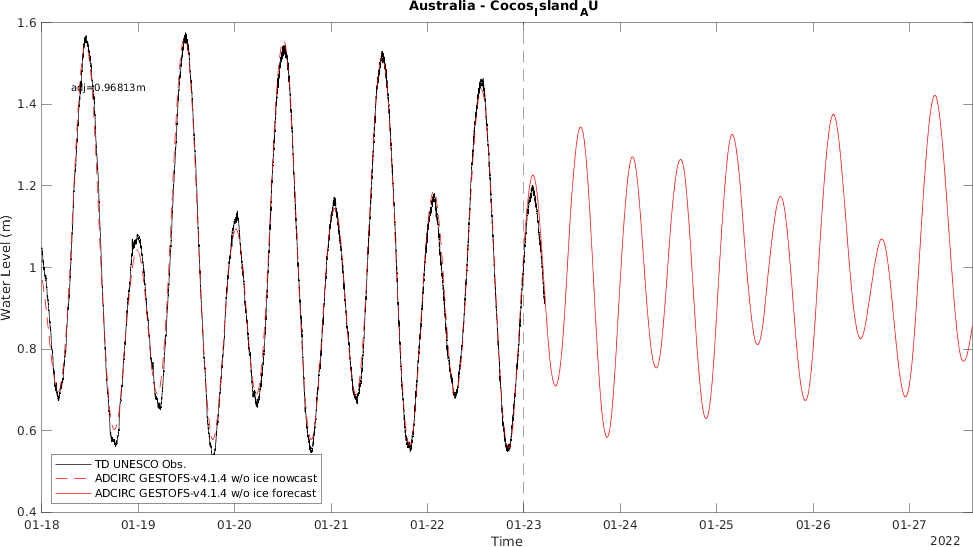 Australia - Cocos_Island_AU
1.6
1.4
1.2
1
0.8
0.6
0.4
Water Level (m)
adj=0.96813m
TD UNESCO Obs.
ADCIRC GESTOFS-v4.1.4 w/o ice nowcast
ADCIRC GESTOFS-v4.1.4 w/o ice forecast
01-18 01-19 01-20 01-21 01-22 01-23 01-24 01-25 01-26 01-27
Time
2022